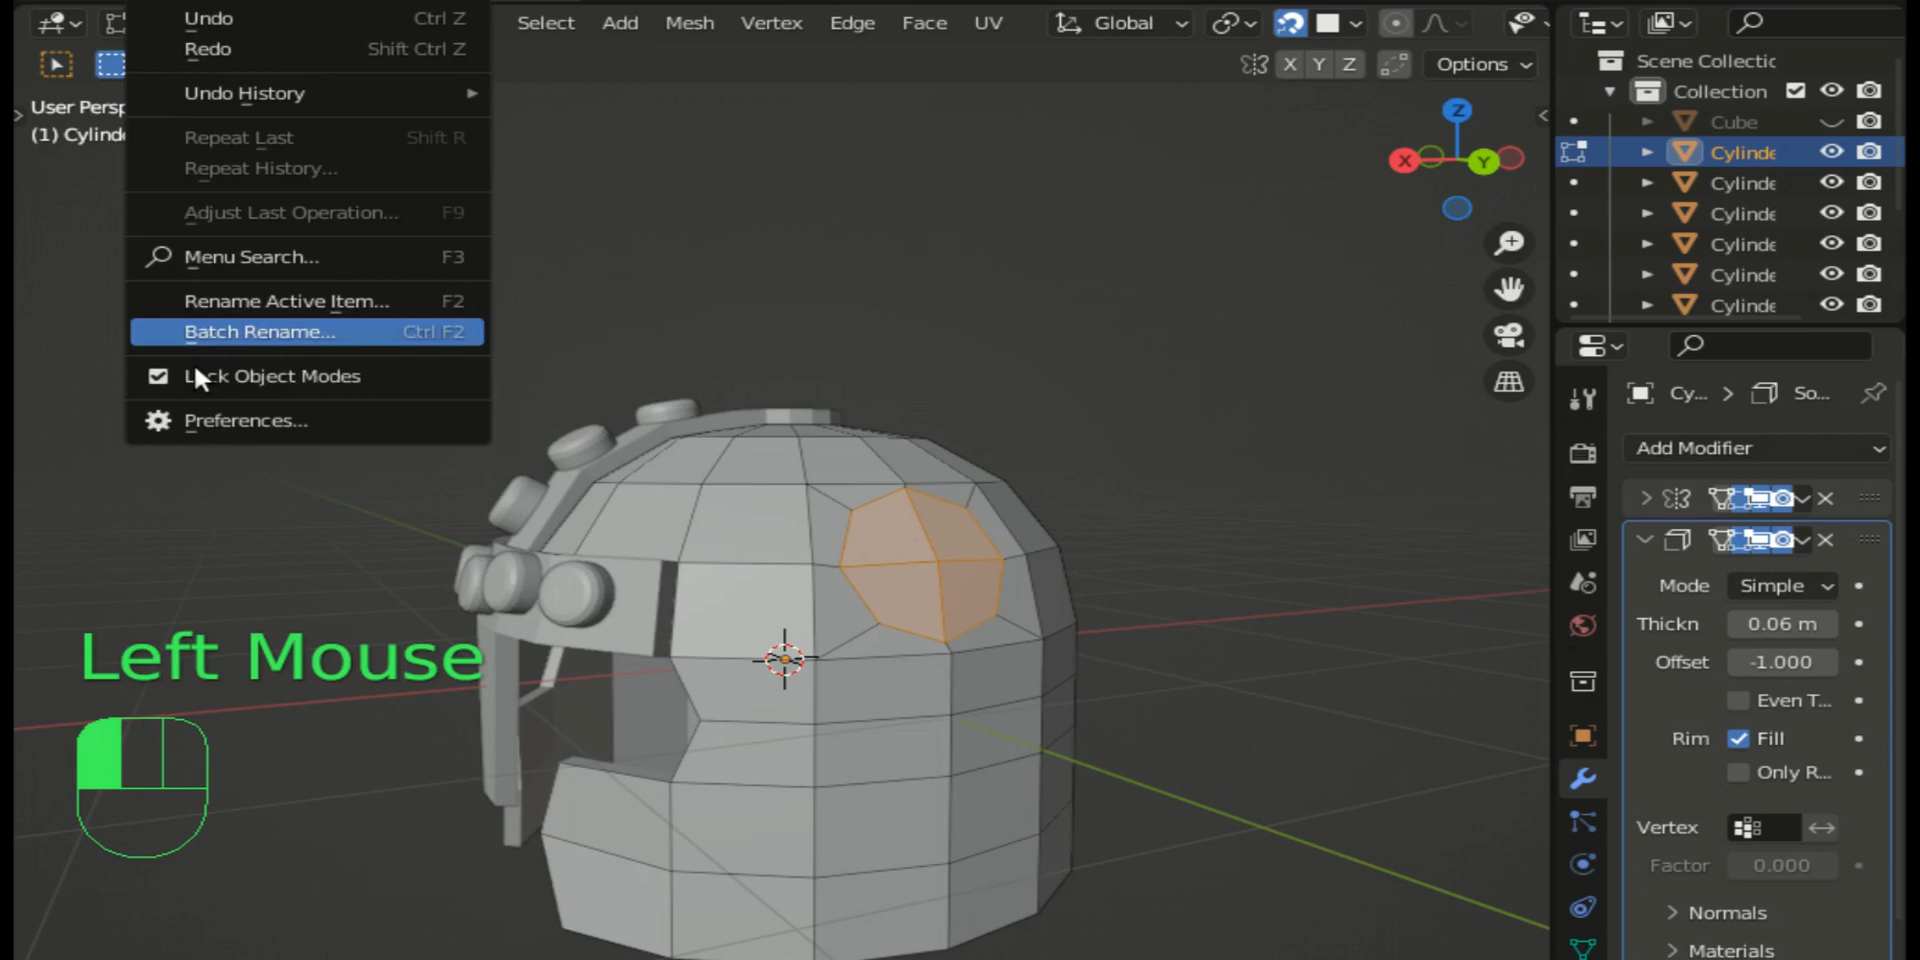 Undo Ctrl Z
Redo Shift Ctrl Z
Undo History
Repeat Last Shift R
Repeat History...
Adjust Last Operation... F9
Menu Search... F3
Rename Active Item... F2
Batch Rename... Ctrl F2
Lock Object Modes
Preferences...
Select Add Mesh Vertex Edge Face UV
Global
X Y Z Options
User Persp
(1) Cylinde
Z
X Y
Left Mouse
Scene Collectic
Collection
Cube
Cylinde
Cylinde
Cylinde
Cylinde
Cylinde
Cylinde
Cy... > So...
Add Modifier
Mode Simple
Thickn 0.06 m
Offset -1.000
Even T...
Rim Fill
Only R...
Vertex
Factor 0.000
Normals
Materials